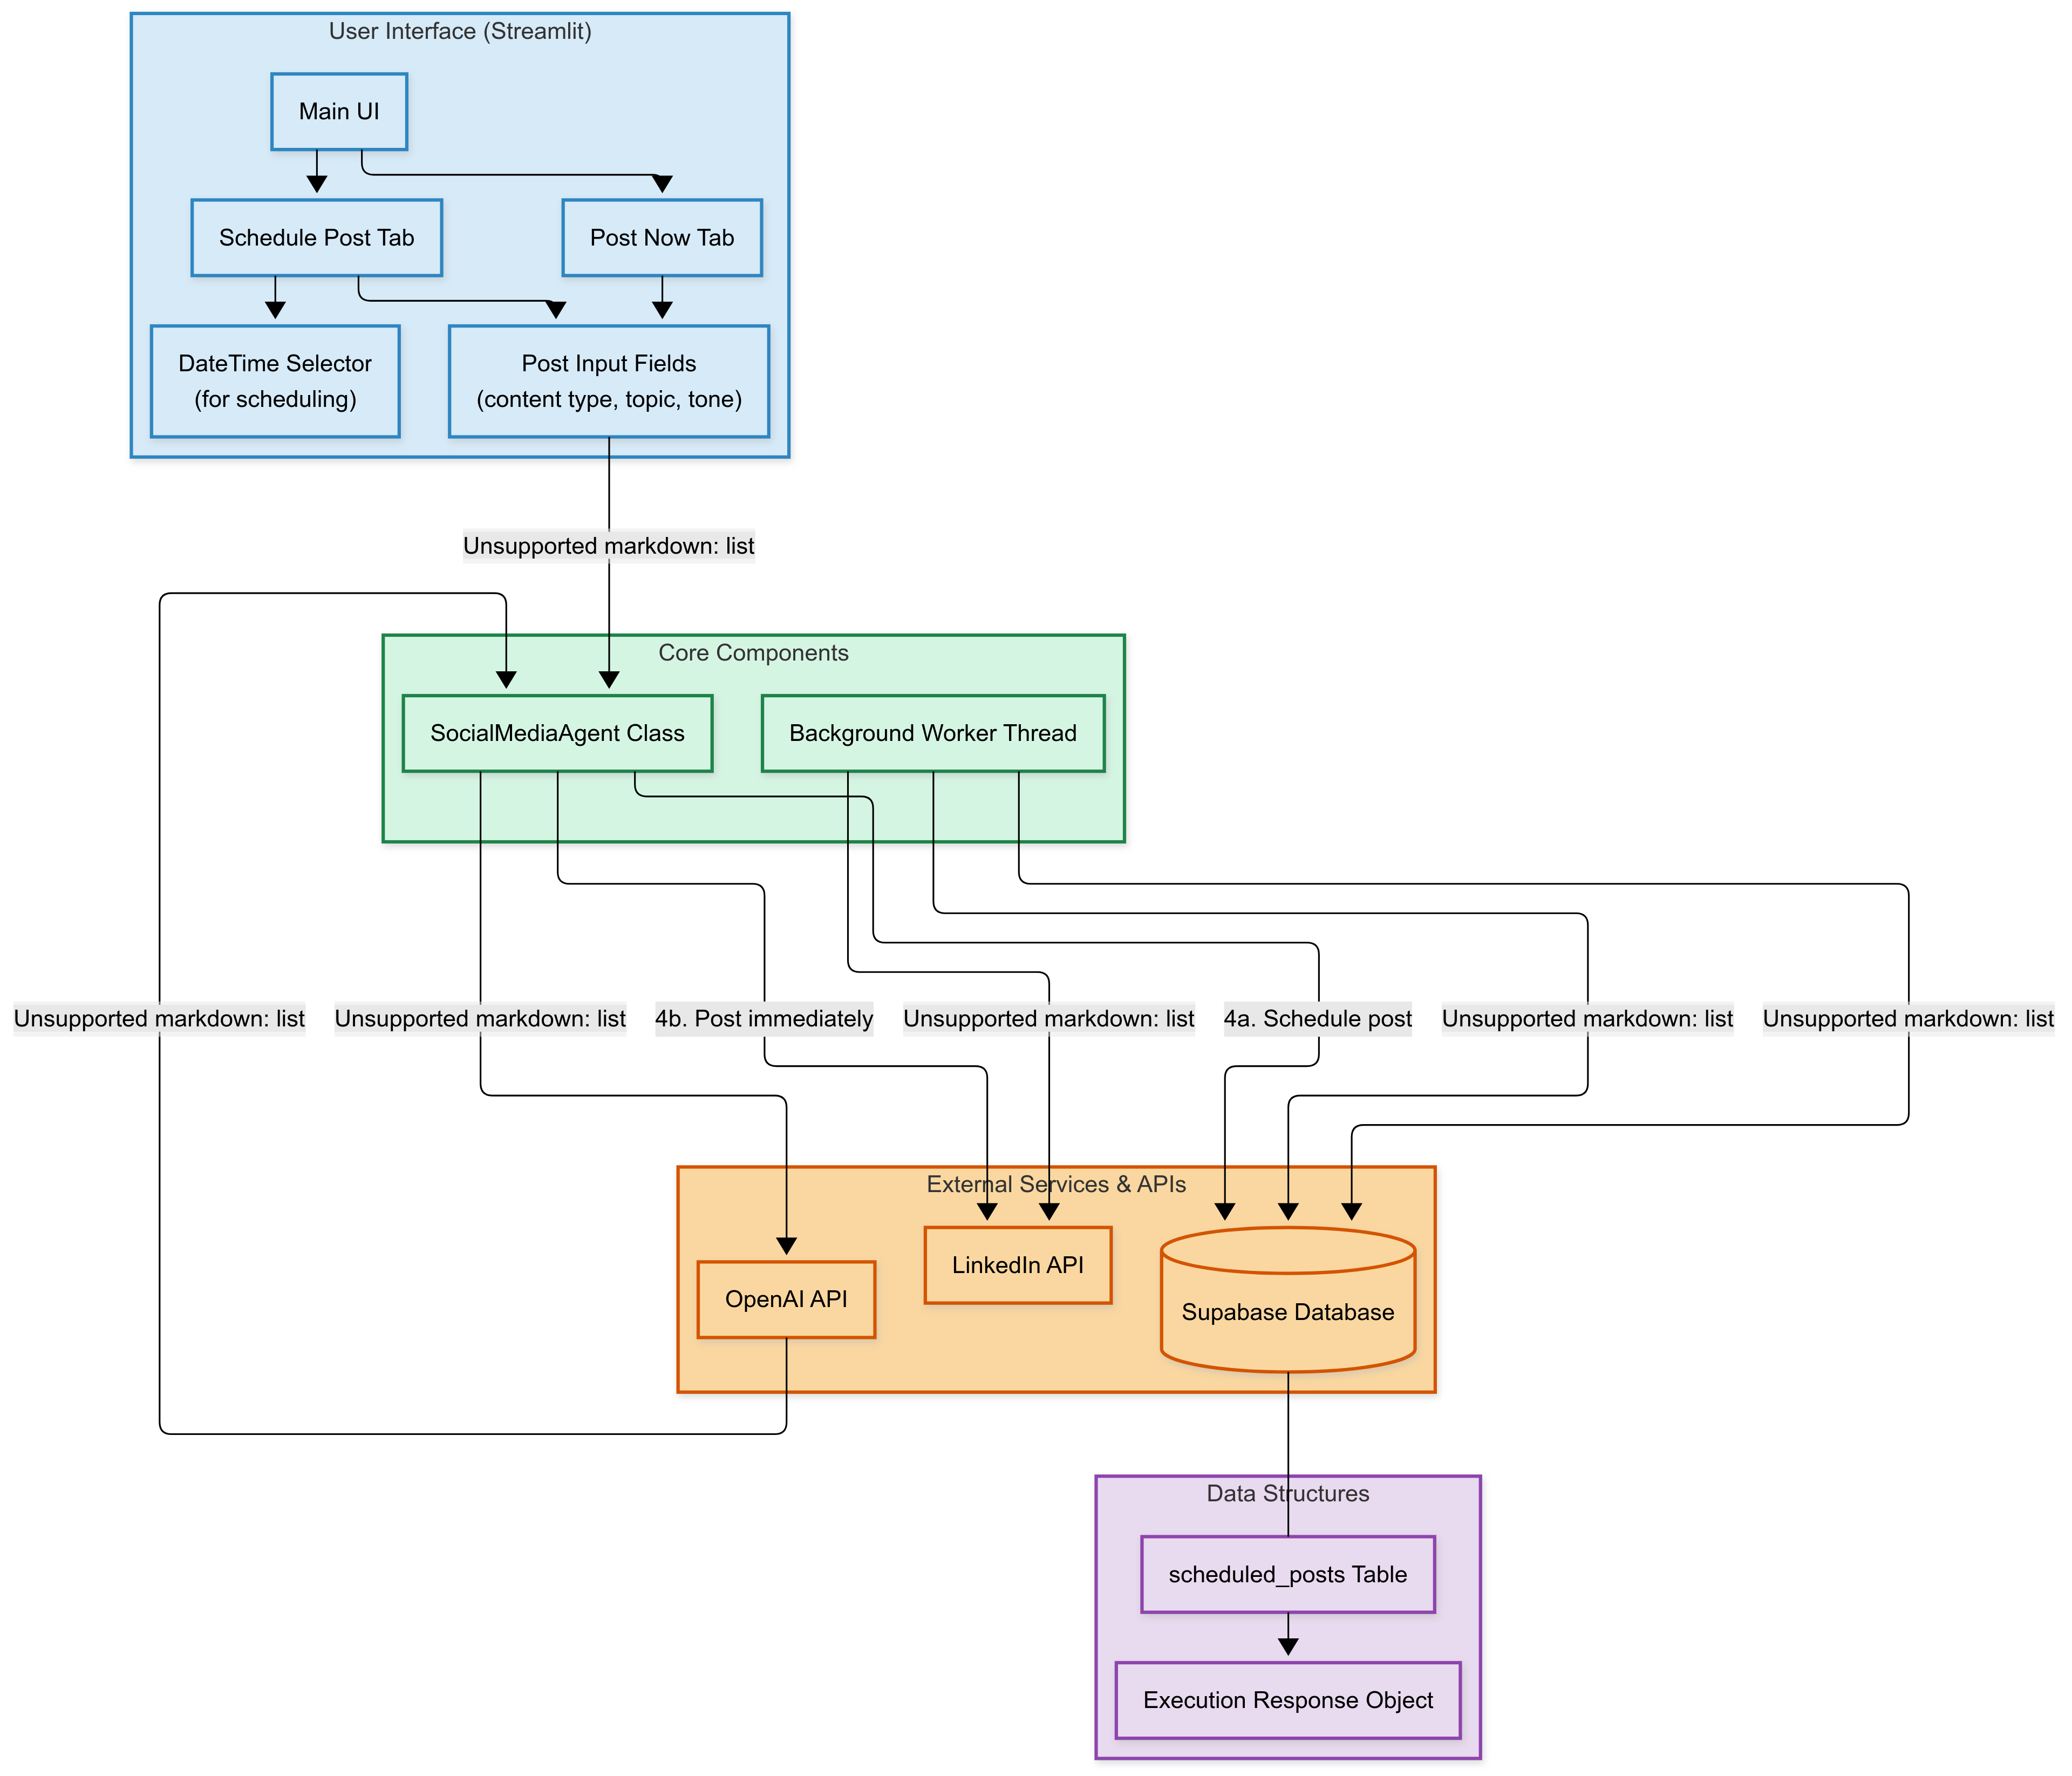 User Interface (Streamlit)
Main UI
Schedule Post Tab
Post Now Tab
DateTime Selector
(for scheduling)
Post Input Fields
(content type, topic, tone)
Unsupported markdown: list
Core Components
SocialMediaAgent Class
Background Worker Thread
Unsupported markdown: list
Unsupported markdown: list
4b. Post immediately
Unsupported markdown: list
4a. Schedule post
Unsupported markdown: list
Unsupported markdown: list
External Services & APIs
OpenAI API
LinkedIn API
Supabase Database
Data Structures
scheduled_posts Table
Execution Response Object